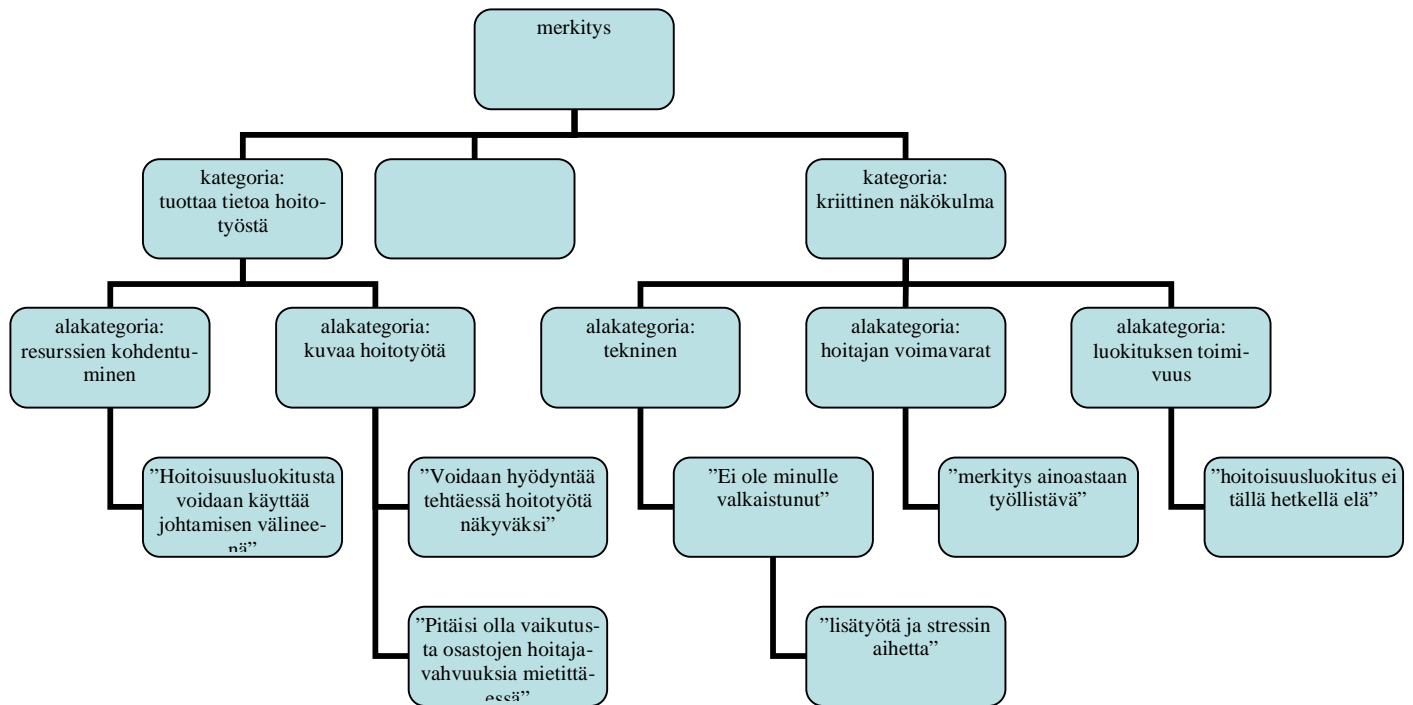 merkitys
kategoria:
tuottaa tietoa hoito-
työstä
kategoria:
kriittinen näkökulma
alakategoria:
resurssien kohdentu-
minen
alakategoria:
kuvaa hoitotyötä
alakategoria:
tekninen
alakategoria:
hoitajan voimavarat
alakategoria:
luokituksen toimi-
vuus
”Hoitoisuusluokitusta
voidaan käyttää
johtamisen välinee-
nä”
”Voidaan hyödyntää
tehtäessä hoitotyötä
näkyväksi”
”Ei ole minulle
valkaistunut”
”merkitys ainoastaan
työllistävä”
”hoitoisuusluokitus ei
tällä hetkellä elä”
”Pitäisi olla vaikutus-
ta osastojen hoitaja-
vahvuuksia mietittä-
essä”
”lisätyötä ja stressin
aihetta”